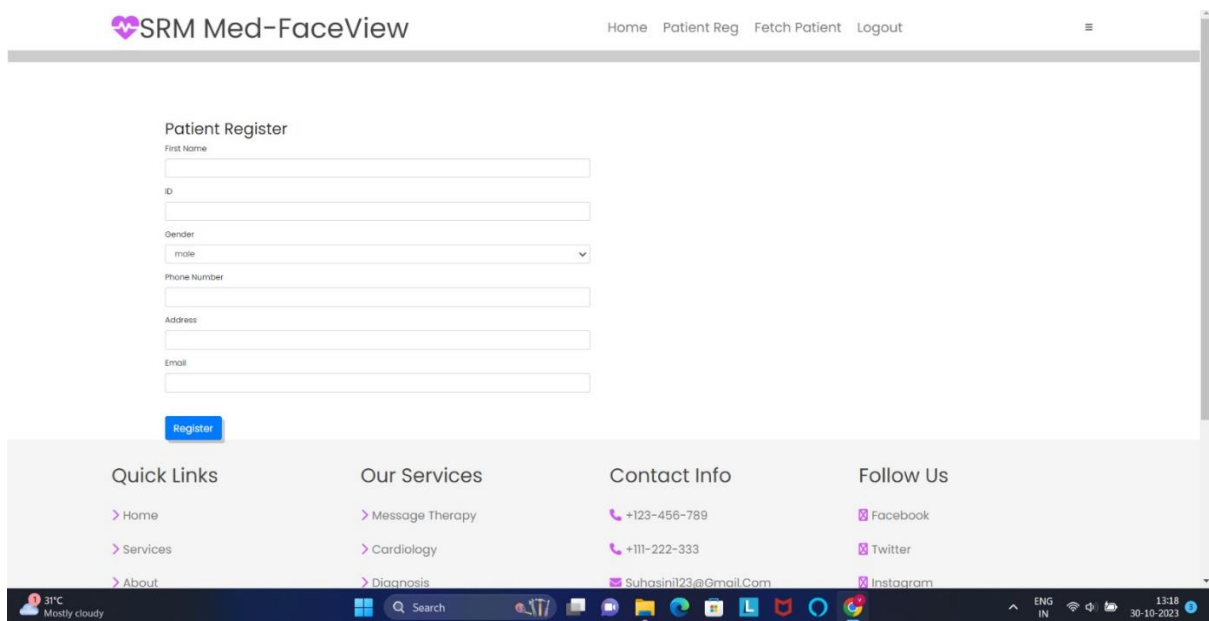 SRM Med-FaceView
Home Patient Reg Fetch Patient Logout
Patient Register
First Name
ID
Gender
male
Phone Number
Address
Email
Register
Quick Links
Our Services
Contact Info
Follow Us
Home
Message Therapy
+123-456-789
Facebook
Services
Cardiology
+111-222-333
Twitter
About
Diagnosis
Suhasini123@Gmail.Com
Instagram
1
31°C
Mostly cloudy
Search
L
ENG
IN
13:18
30-10-2023
3